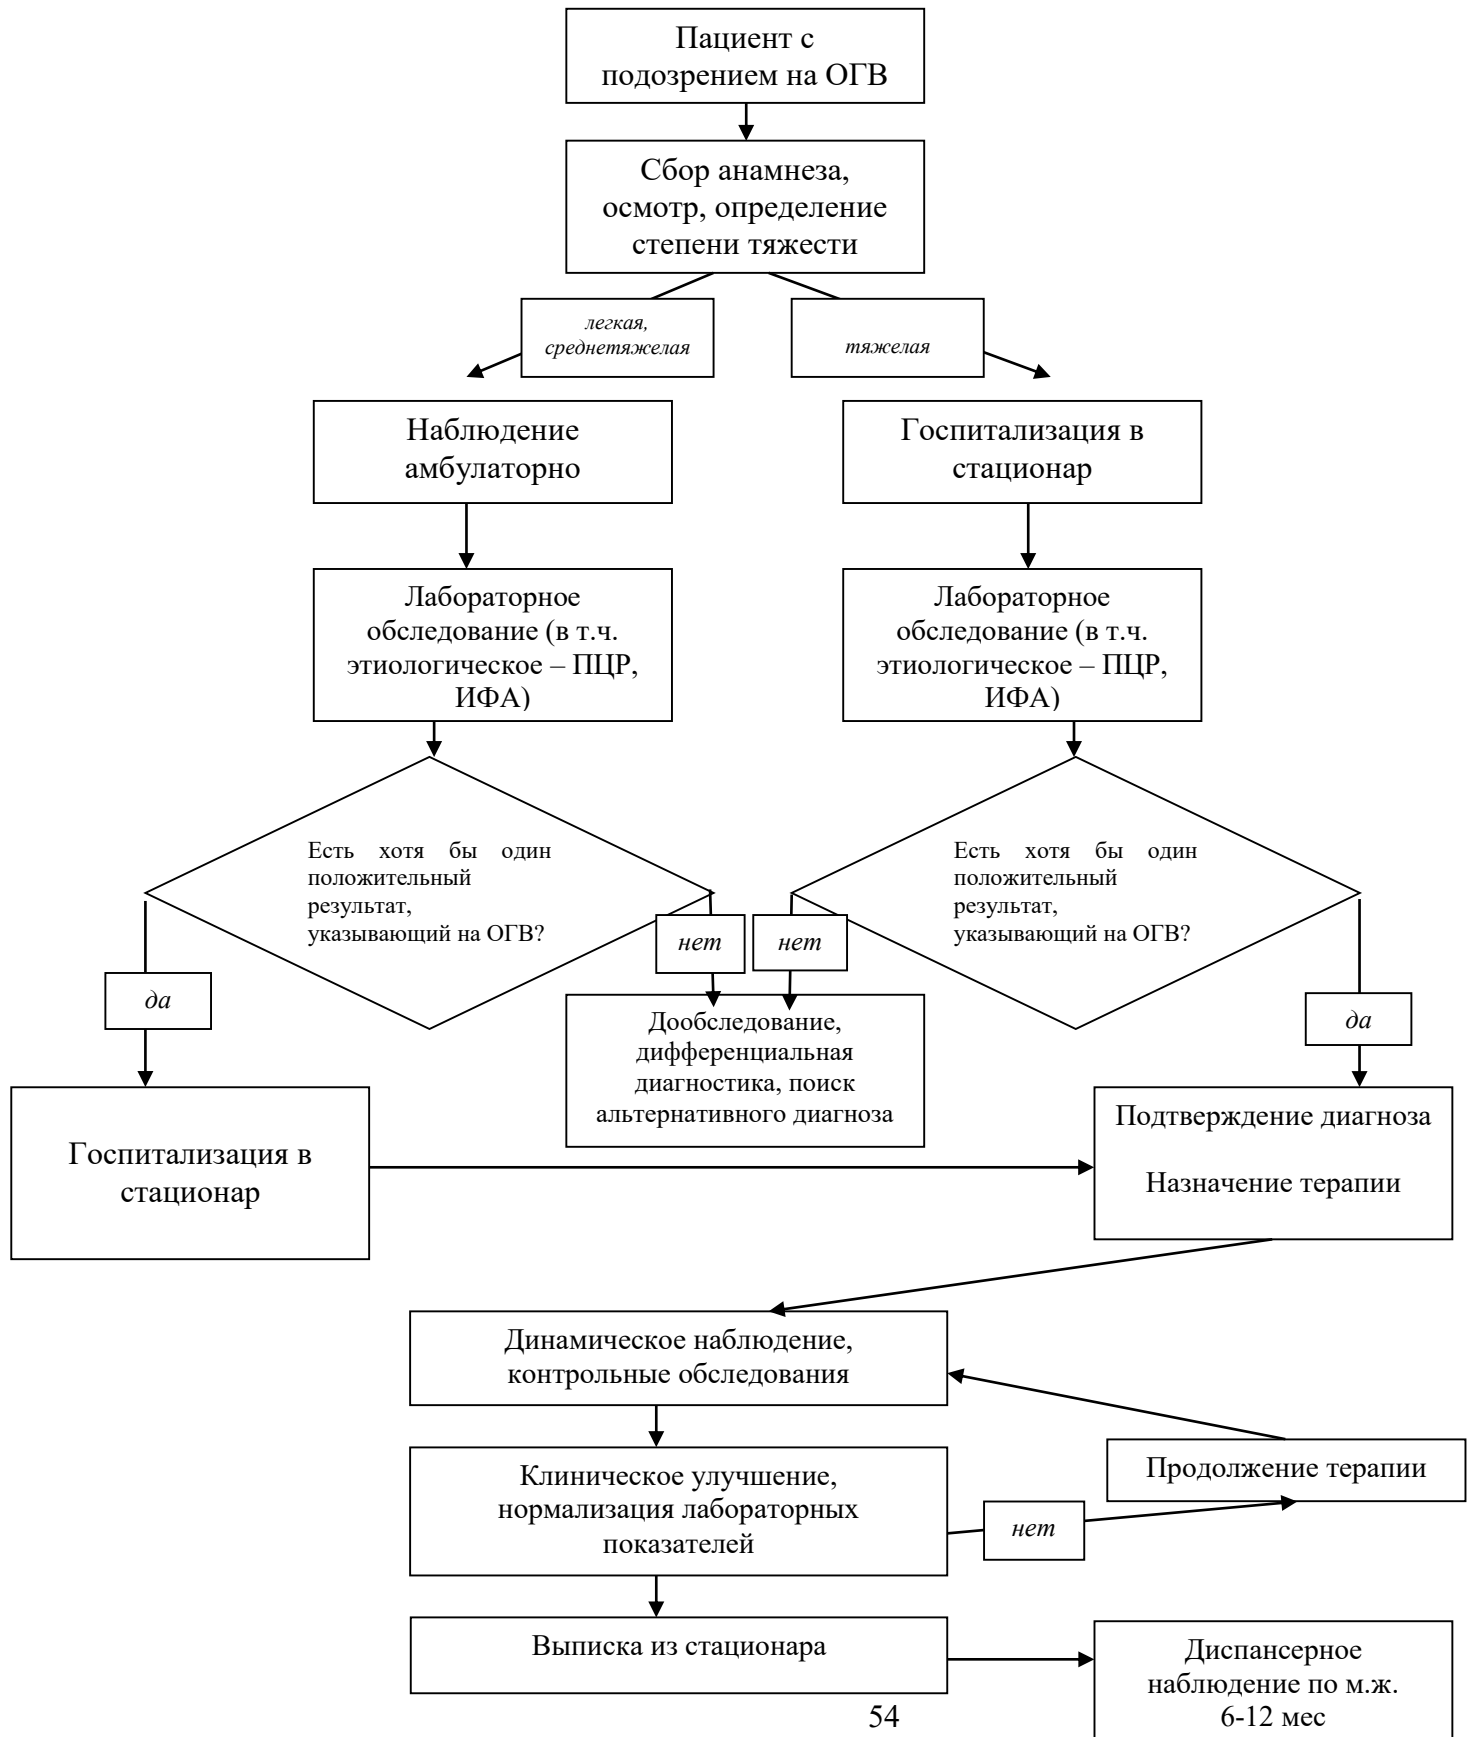 Пациент с
подозрением на ОГВ
Сбор анамнеза,
осмотр, определение
степени тяжести
легкая,
среднетяжелая
тяжелая
Наблюдение
амбулаторно
Госпитализация в
стационар
Лабораторное
обследование (в т.ч.
этиологическое – ПЦР,
ИФА)
Лабораторное
обследование (в т.ч.
этиологическое – ПЦР,
ИФА)
Есть хотя бы один
положительный
результат,
указывающий на ОГВ?
Есть хотя бы один
положительный
результат,
указывающий на ОГВ?
нет
нет
да
да
Дообследование,
дифференциальная
диагностика, поиск
альтернативного диагноза
Госпитализация в
стационар
Подтверждение диагноза
Назначение терапии
Динамическое наблюдение,
контрольные обследования
Продолжение терапии
Клиническое улучшение,
нормализация лабораторных
показателей
нет
Выписка из стационара
Диспансерное
наблюдение по м.ж.
6-12 мес
54